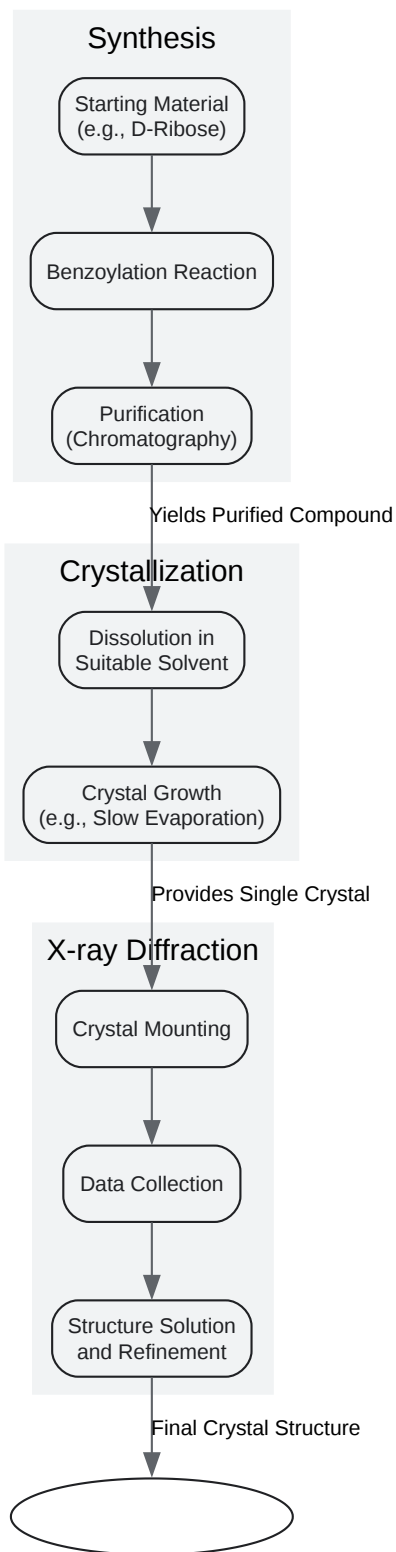 Synthesis
Starting Material
(e.g., D-Ribose)
Benzoylation Reaction
Purification
(Chromatography)
Yields Purified Compound
Crystallization
Dissolution in
Suitable Solvent
Crystal Growth
(e.g., Slow Evaporation)
Provides Single Crystal
X-ray Diffraction
Crystal Mounting
Data Collection
Structure Solution
and Refinement
Final Crystal Structure